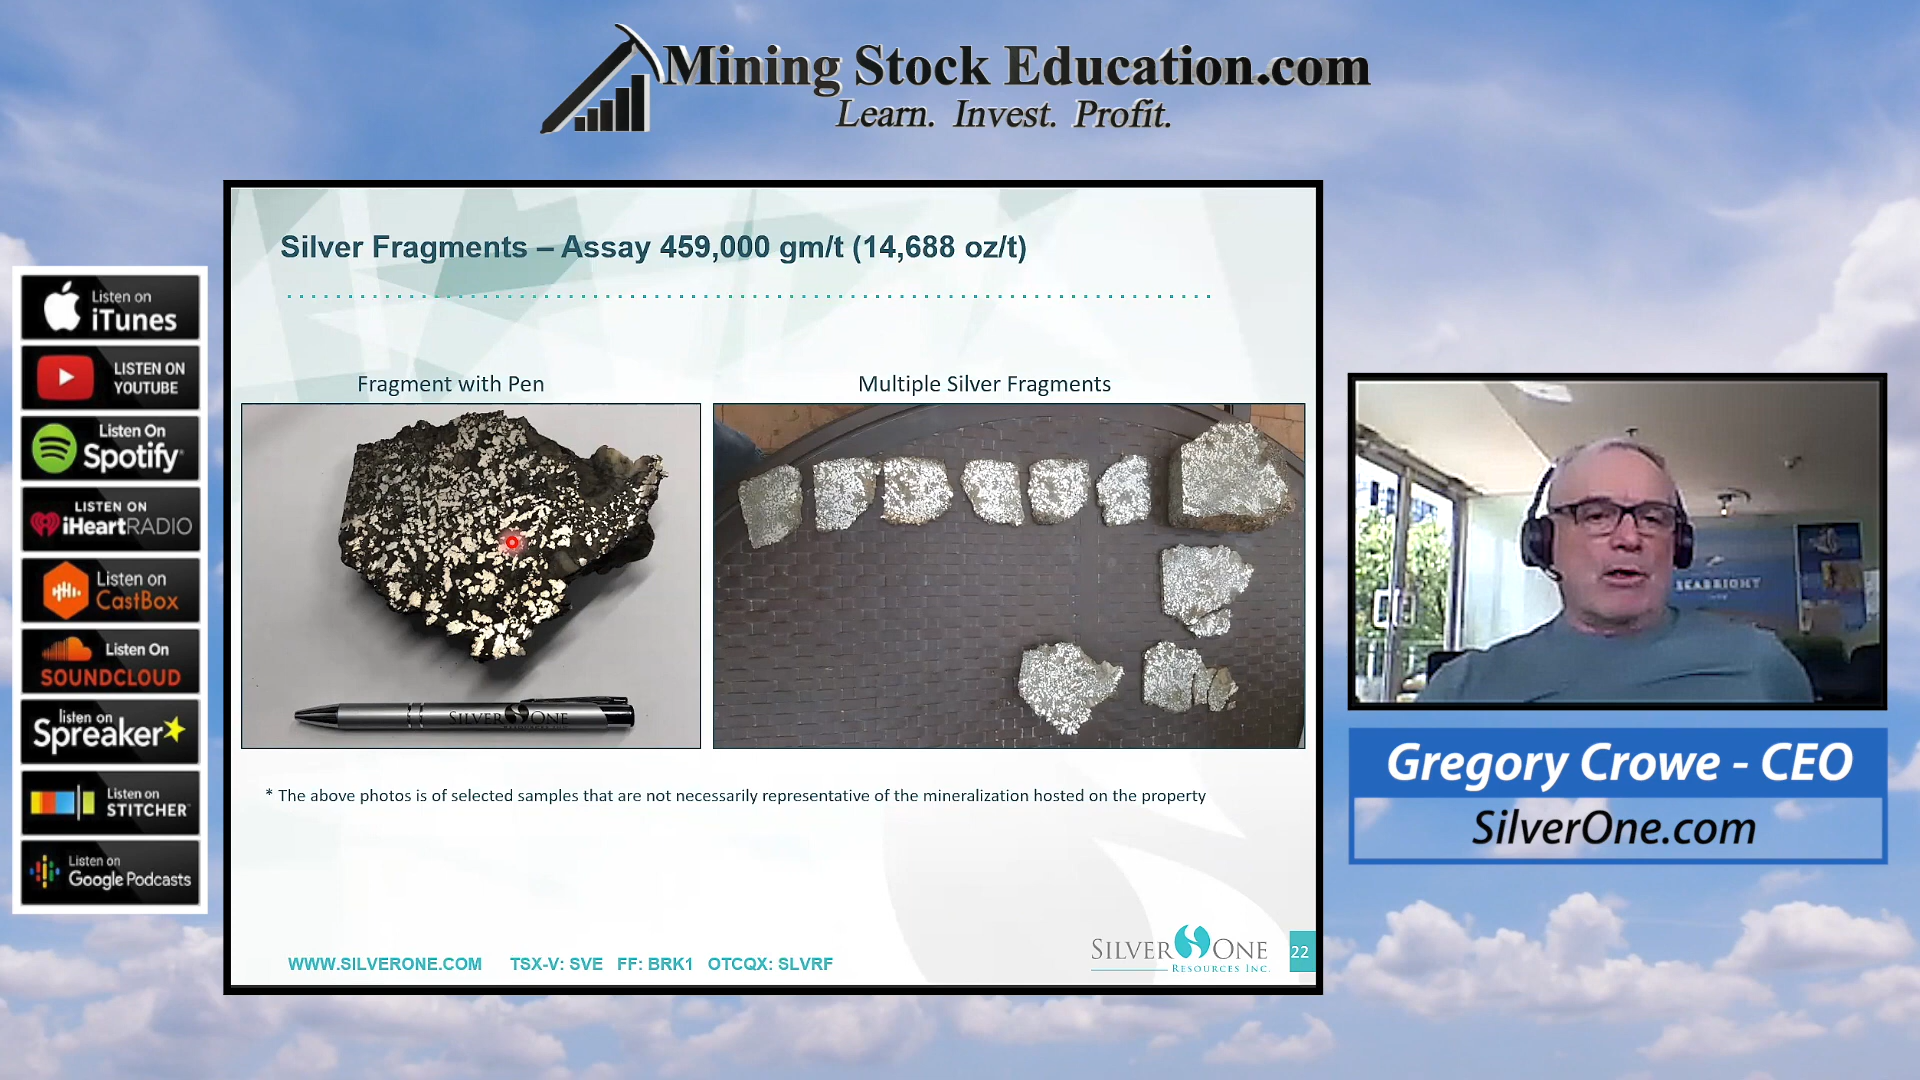 Mining Stock Education.com
Learn. Invest. Profit.
Listen on
iTunes
LISTEN ON
YOUTUBE
Listen On
Spotify
LISTEN ON
iHeartRADIO
Listen on
CastBox
Listen On
SOUNDCLOUD
listen on
Spreaker
Listen on
STITCHER
Listen on
Google Podcasts
Silver Fragments – Assay 459,000 gm/t (14,688 oz/t)
Fragment with Pen
Multiple Silver Fragments
SILVER ONE
* The above photos is of selected samples that are not necessarily representative of the mineralization hosted on the property
WWW.SILVERONE.COM TSX-V: SVE FF: BRK1 OTCQX: SLVRF
SILVER ONE
RESOURCES INC.
22
Gregory Crowe - CEO
SilverOne.com